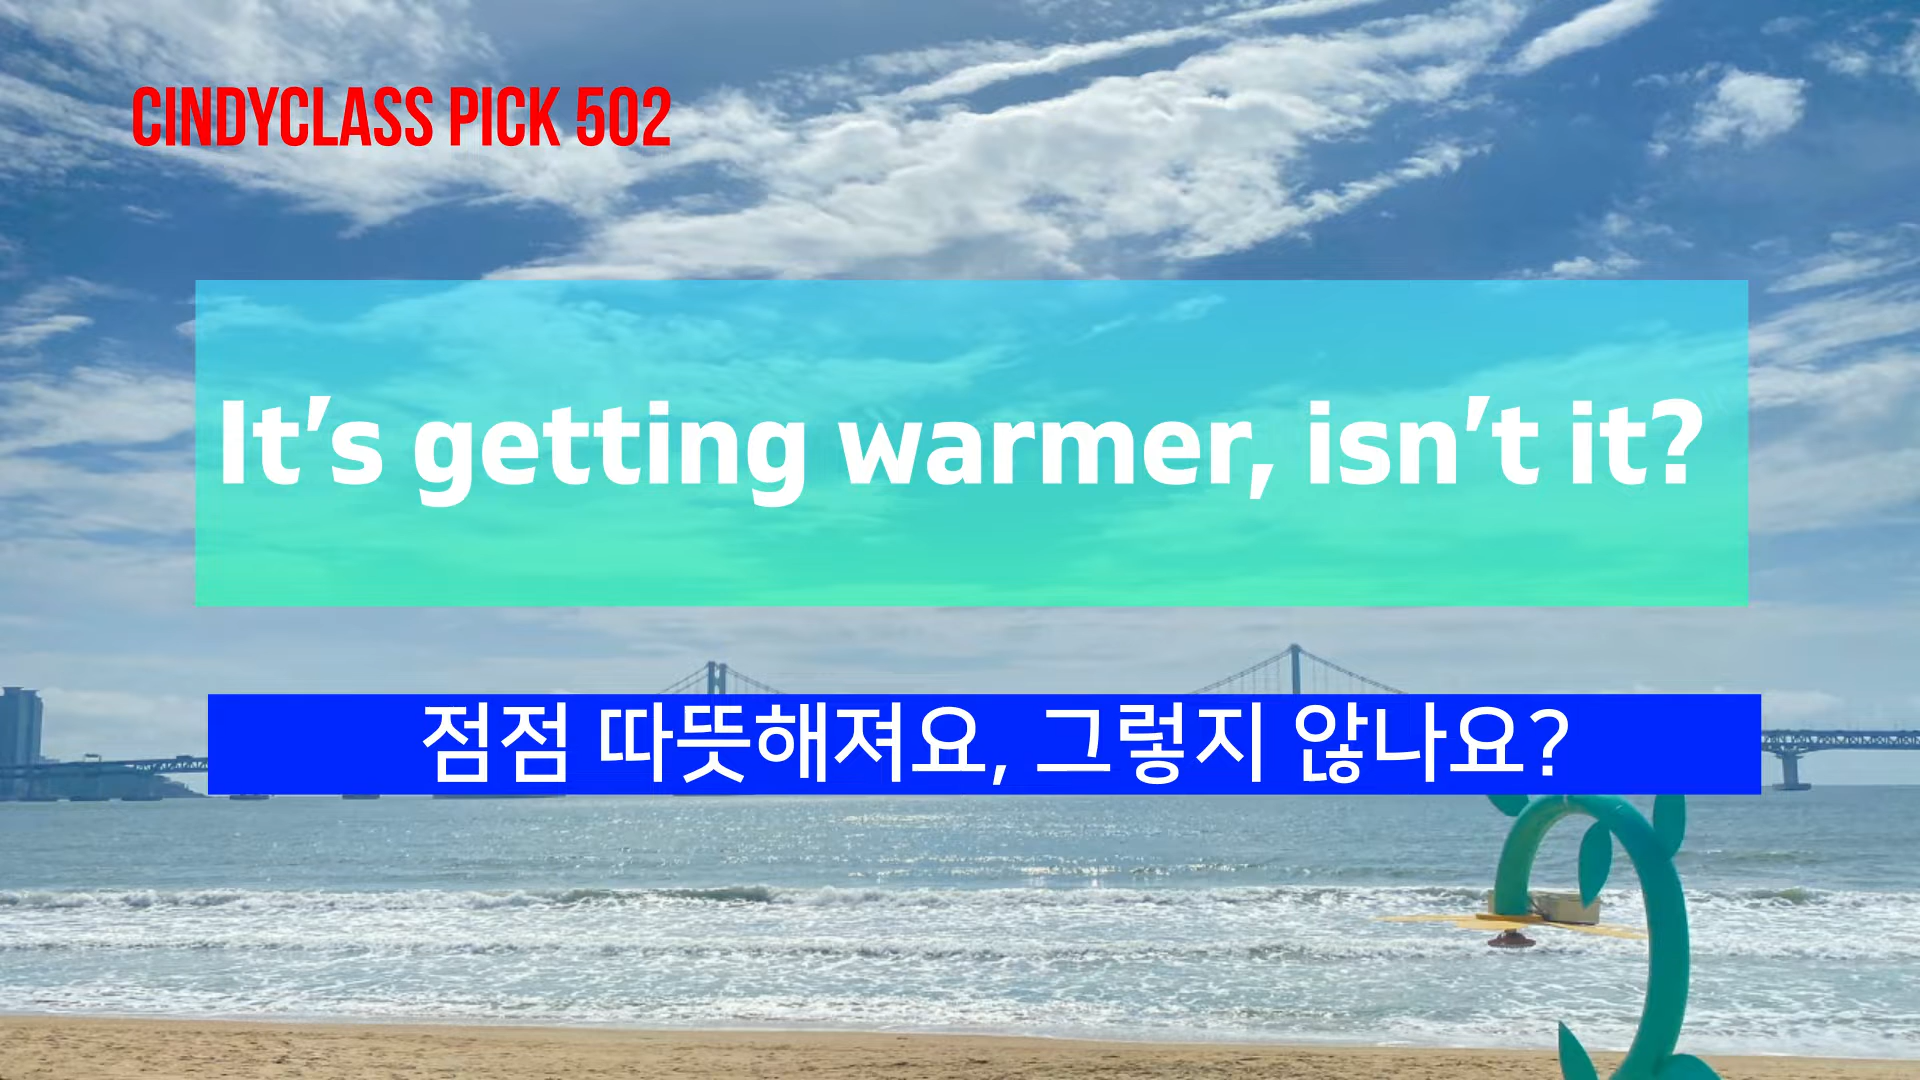 CINDYCLASS PICK 502
It’s getting warmer, isn’t it?
점점 따뜻해져요, 그렇지 않나요?